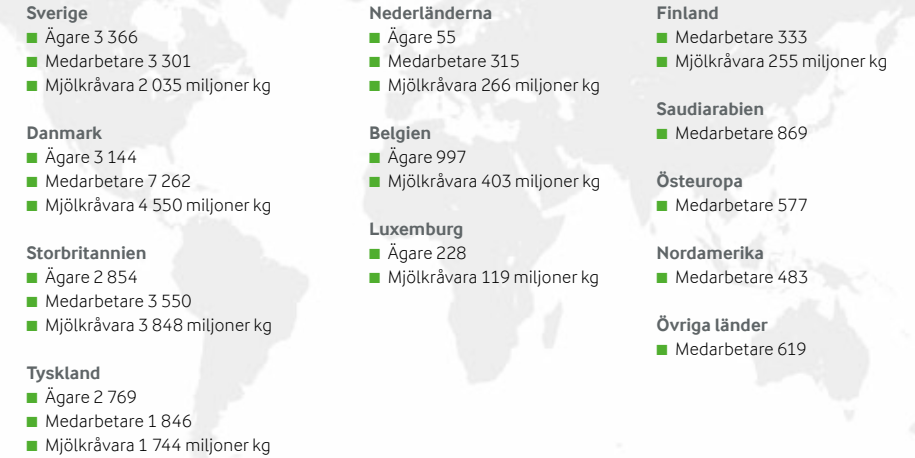 Sverige
■ Ägare 3 366
■ Medarbetare 3 301
■ Mjölkråvara 2 035 miljoner kg
Danmark
■ Ägare 3 144
■ Medarbetare 7 262
■ Mjölkråvara 4 550 miljoner kg
Storbritannien
■ Ägare 2 854
■ Medarbetare 3 550
■ Mjölkråvara 3 848 miljoner kg
Tyskland
■ Ägare 2 769
■ Medarbetare 1 846
■ Mjölkråvara 1 744 miljoner kg
Nederländerna
■ Ägare 55
■ Medarbetare 315
■ Mjölkråvara 266 miljoner kg
Belgien
■ Ägare 997
■ Mjölkråvara 403 miljoner kg
Luxemburg
■ Ägare 228
■ Mjölkråvara 119 miljoner kg
Finland
■ Medarbetare 333
■ Mjölkråvara 255 miljoner kg
Saudiarabien
■ Medarbetare 869
Östeuropa
■ Medarbetare 577
Nordamerika
■ Medarbetare 483
Övriga länder
■ Medarbetare 619